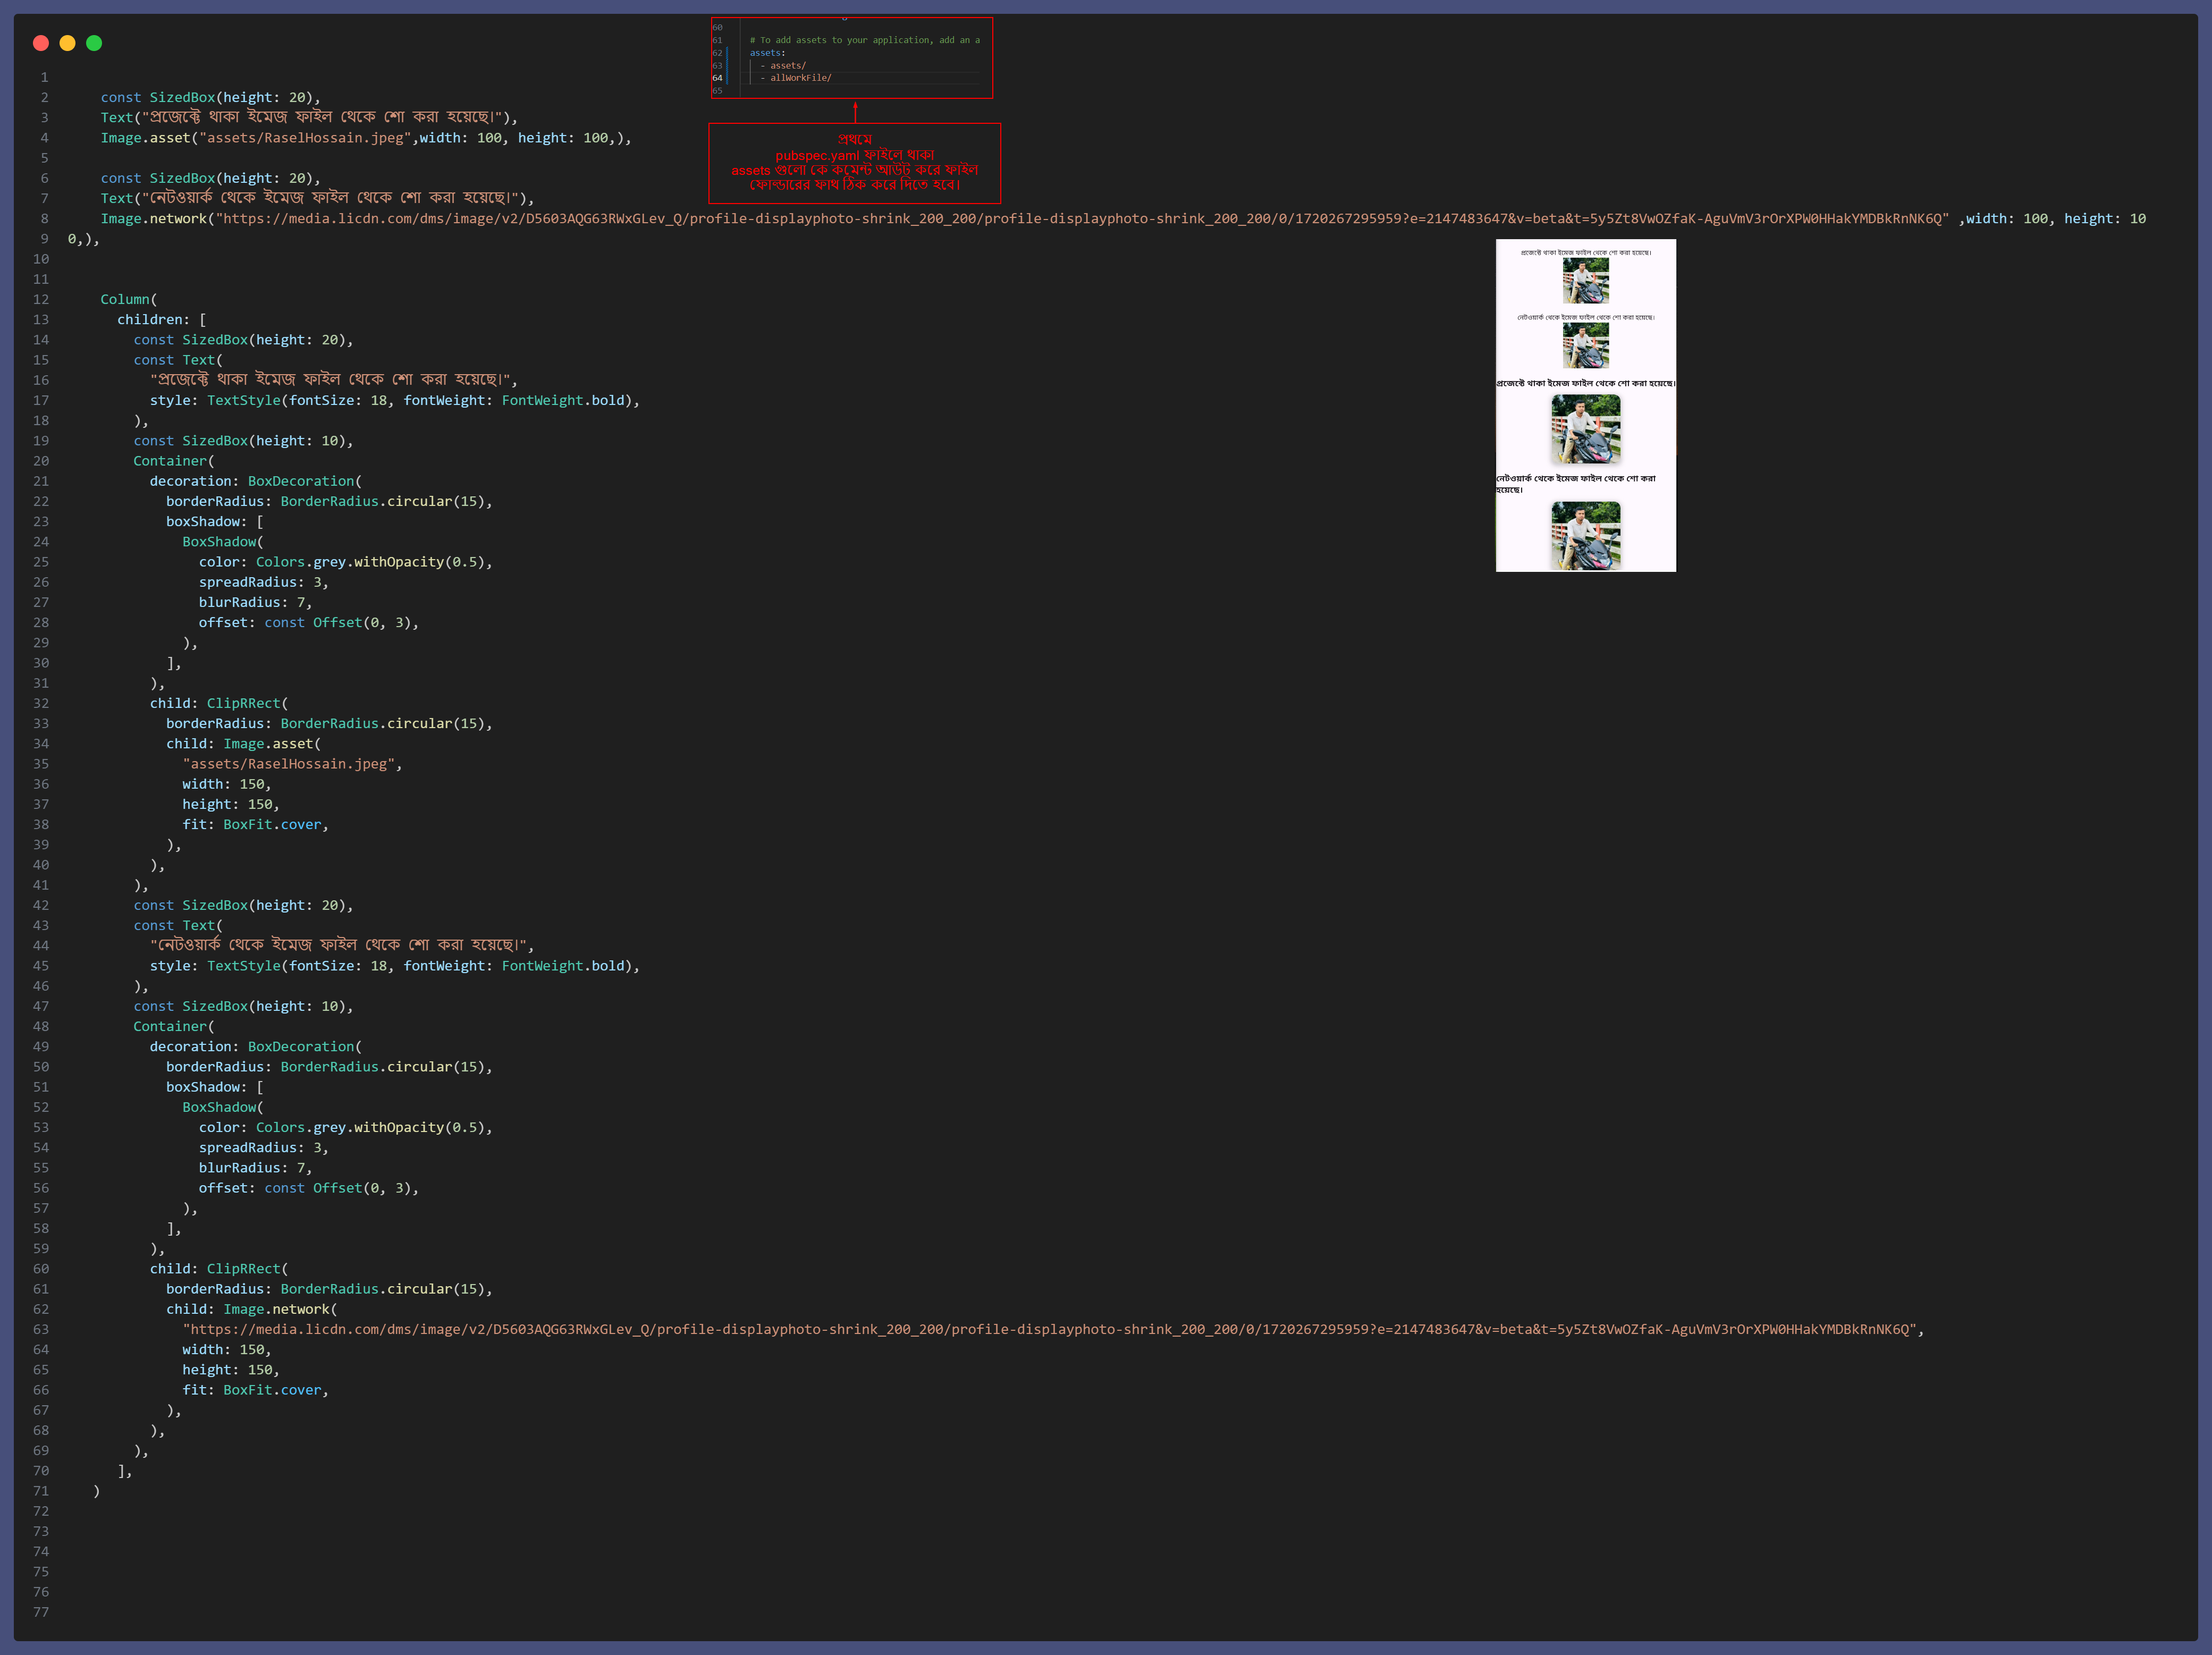 60
61 # To add assets to your application, add an a
62 assets:
63 - assets/
64 - allWorkFile/
65
প্রথমে
pubspec.yaml ফাইলে থাকা
assets গুলো কে কমেন্ট আউট করে ফাইল
ফোল্ডারের ফাথ ঠিক করে দিতে হবে।
1
2 const SizedBox(height: 20),
3 Text("প্রজেক্টে থাকা ইমেজ ফাইল থেকে শো করা হয়েছে।"),
4 Image.asset("assets/RaselHossain.jpeg",width: 100, height: 100,),
5
6 const SizedBox(height: 20),
7 Text("নেটওয়ার্ক থেকে ইমেজ ফাইল থেকে শো করা হয়েছে।"),
8 Image.network("https://media.licdn.com/dms/image/v2/D5603AQG63RWxGLev_Q/profile-displayphoto-shrink_200_200/profile-displayphoto-shrink_200_200/0/1720267295959?e=2147483647&v=beta&t=5y5Zt8VwOZfaK-AguVmV3rOrXPW0HHakYMDBkRnNK6Q" ,width: 100, height: 10
9 0,),
10
11
12 Column(
13 children: [
14 const SizedBox(height: 20),
15 const Text(
16 "প্রজেক্টে থাকা ইমেজ ফাইল থেকে শো করা হয়েছে।",
17 style: TextStyle(fontSize: 18, fontWeight: FontWeight.bold),
18 ),
19 const SizedBox(height: 10),
20 Container(
21 decoration: BoxDecoration(
22 borderRadius: BorderRadius.circular(15),
23 boxShadow: [
24 BoxShadow(
25 color: Colors.grey.withOpacity(0.5),
26 spreadRadius: 3,
27 blurRadius: 7,
28 offset: const Offset(0, 3),
29 ),
30 ],
31 ),
32 child: ClipRRect(
33 borderRadius: BorderRadius.circular(15),
34 child: Image.asset(
35 "assets/RaselHossain.jpeg",
36 width: 150,
37 height: 150,
38 fit: BoxFit.cover,
39 ),
40 ),
41 ),
42 const SizedBox(height: 20),
43 const Text(
44 "নেটওয়ার্ক থেকে ইমেজ ফাইল থেকে শো করা হয়েছে।",
45 style: TextStyle(fontSize: 18, fontWeight: FontWeight.bold),
46 ),
47 const SizedBox(height: 10),
48 Container(
49 decoration: BoxDecoration(
50 borderRadius: BorderRadius.circular(15),
51 boxShadow: [
52 BoxShadow(
53 color: Colors.grey.withOpacity(0.5),
54 spreadRadius: 3,
55 blurRadius: 7,
56 offset: const Offset(0, 3),
57 ),
58 ],
59 ),
60 child: ClipRRect(
61 borderRadius: BorderRadius.circular(15),
62 child: Image.network(
63 "https://media.licdn.com/dms/image/v2/D5603AQG63RWxGLev_Q/profile-displayphoto-shrink_200_200/profile-displayphoto-shrink_200_200/0/1720267295959?e=2147483647&v=beta&t=5y5Zt8VwOZfaK-AguVmV3rOrXPW0HHakYMDBkRnNK6Q",
64 width: 150,
65 height: 150,
66 fit: BoxFit.cover,
67 ),
68 ),
69 ),
70 ],
71 )
72
73
74
75
76
77
প্রজেক্টে থাকা ইমেজ ফাইল থেকে শো করা হয়েছে।
নেটওয়ার্ক থেকে ইমেজ ফাইল থেকে শো করা হয়েছে।
প্রজেক্টে থাকা ইমেজ ফাইল থেকে শো করা হয়েছে।
নেটওয়ার্ক থেকে ইমেজ ফাইল থেকে শো করা
হয়েছে।